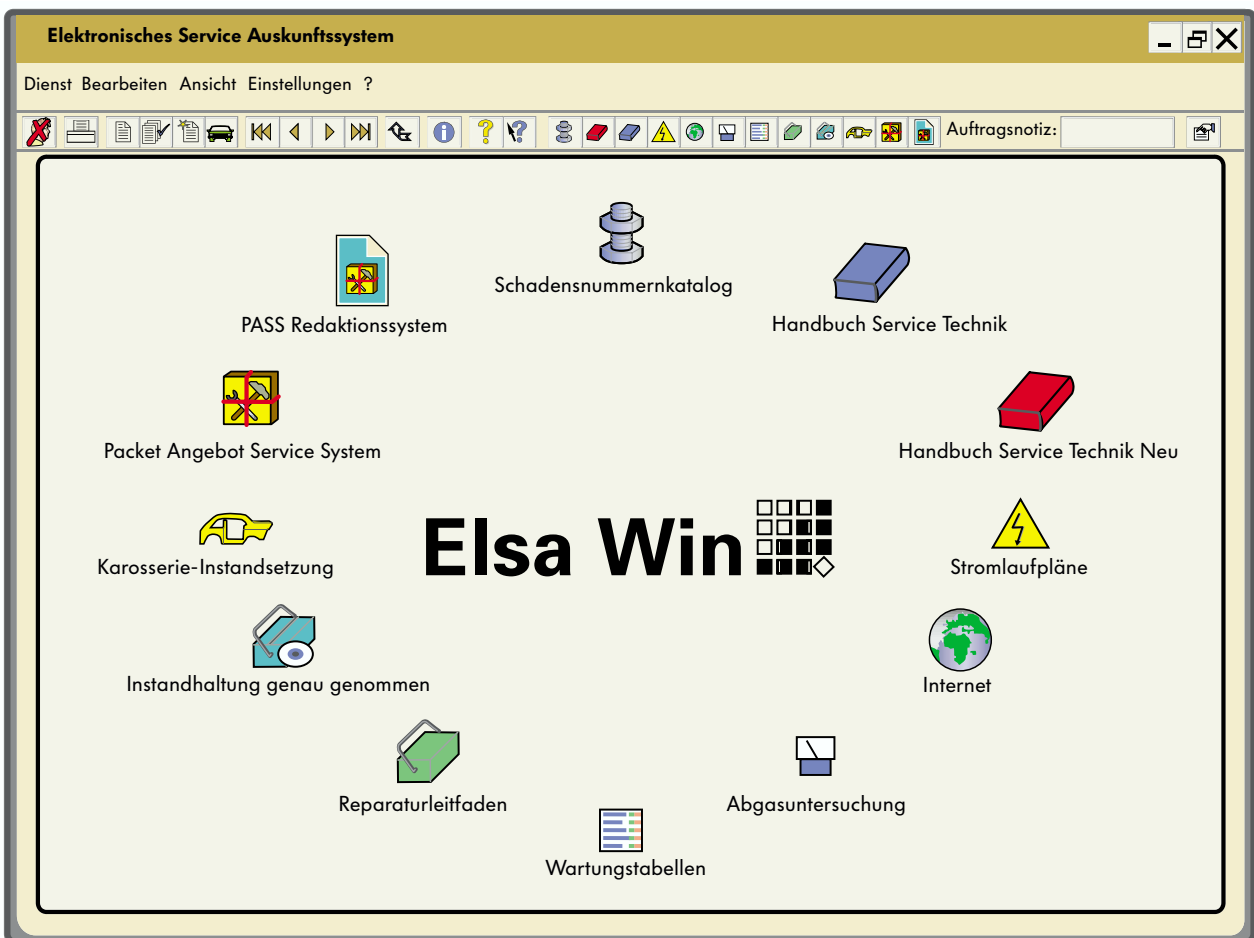 Elektronisches Service Auskunftssystem
Dienst Bearbeiten Ansicht Einstellungen ?
Auftragsnotiz:
Schadensnummernkatalog
PASS Redaktionssystem
Handbuch Service Technik
Packet Angebot Service System
Handbuch Service Technik Neu
Elsa Win
Karosserie-Instandsetzung
Stromlaufpläne
Instandhaltung genau genommen
Internet
Reparaturleitfaden
Abgasuntersuchung
Wartungstabellen